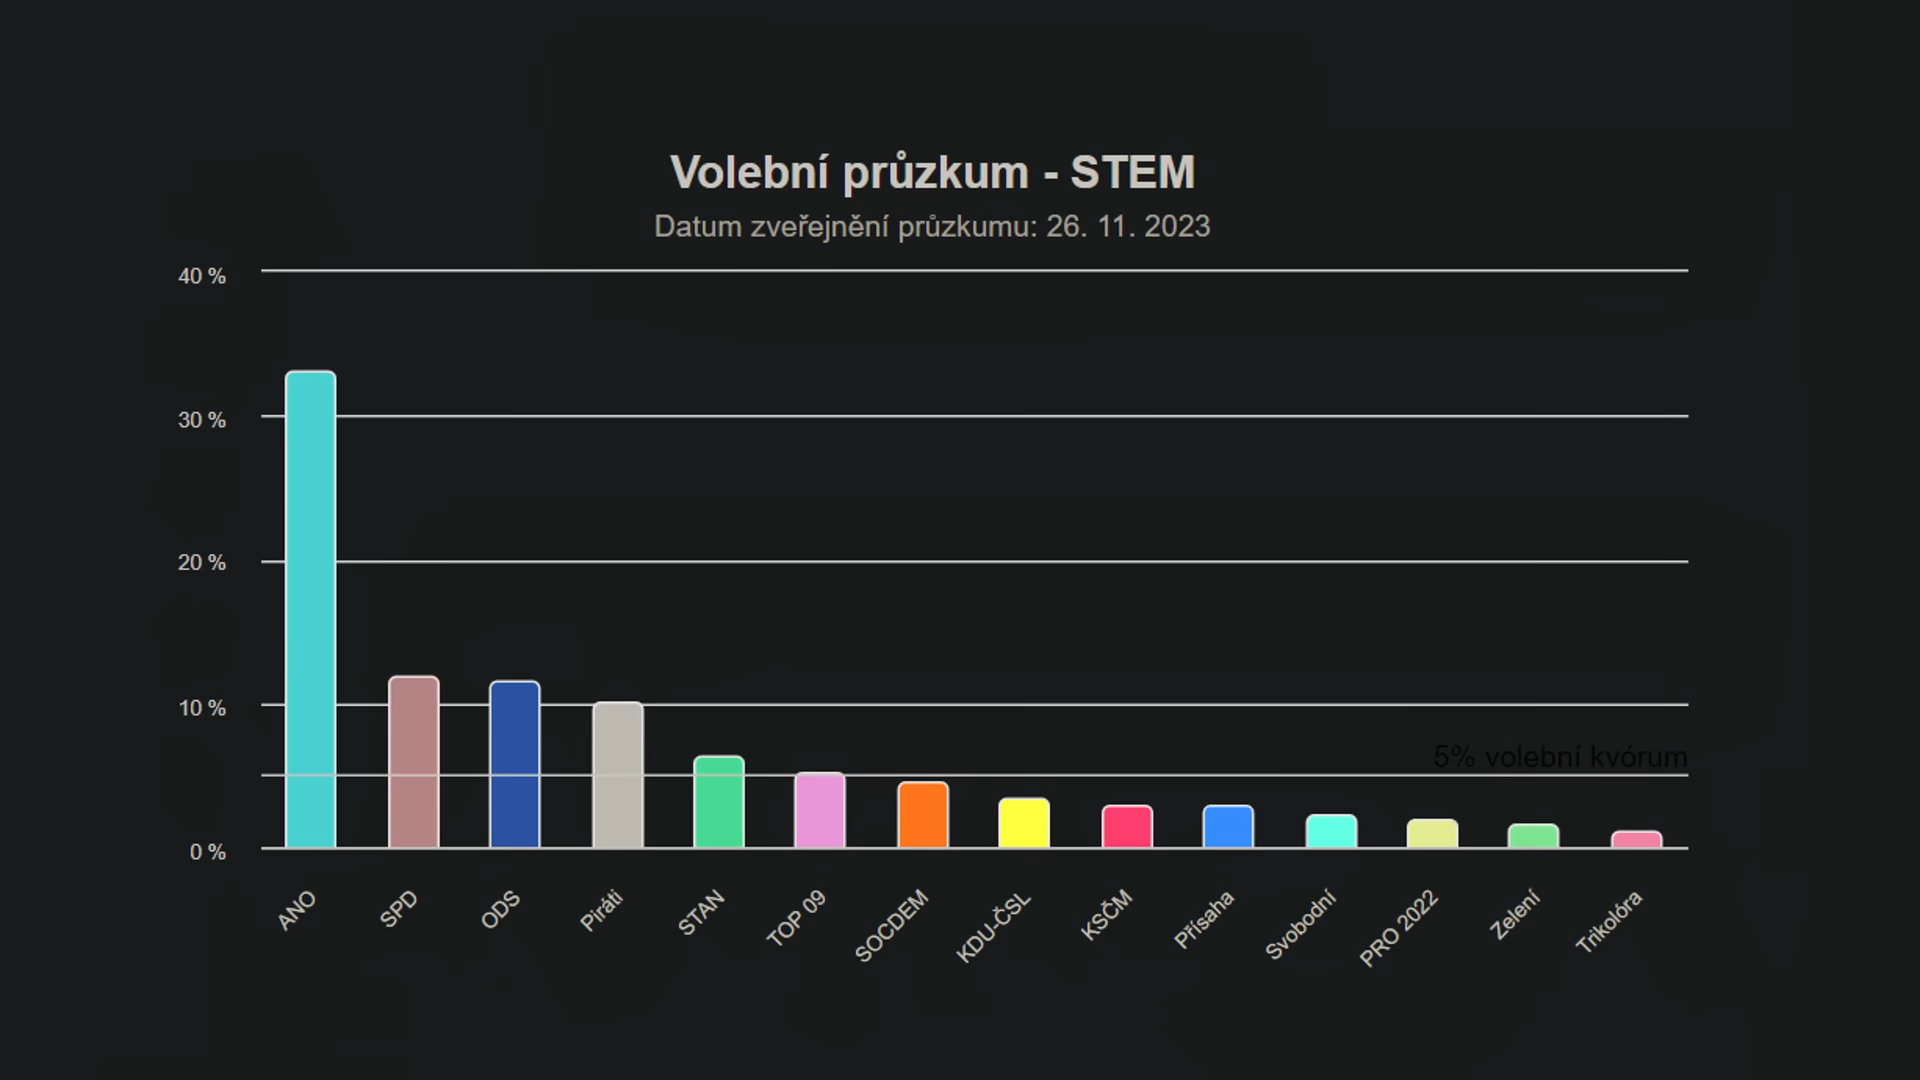 Volební průzkum - STEM
Datum zveřejnění průzkumu: 26. 11. 2023
40 %
30 %
20 %
10 %
5% volební kvórum
0 %
ANO
SPD
ODS
Piráti
STAN
TOP 09
SOCDEM
KDU-ČSL
KSČM
Přísaha
Svobodní
PRO 2022
Zelení
Trikolóra